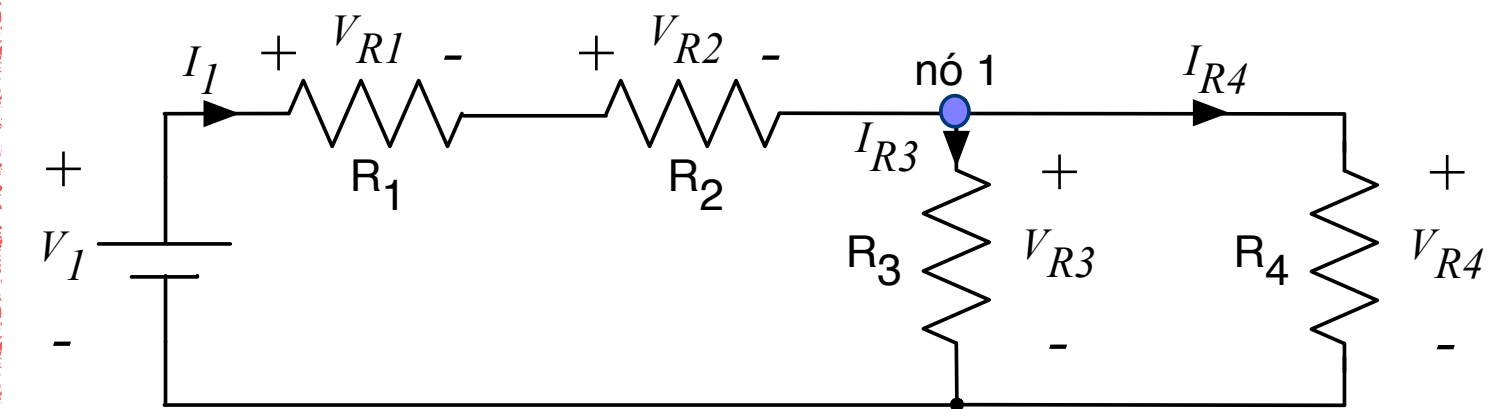 I1 + VR1 - + VR2 - nó 1 IR4
R1 R2 IR3
+ V1 -
R3 + VR3 -
R4 + VR4 -